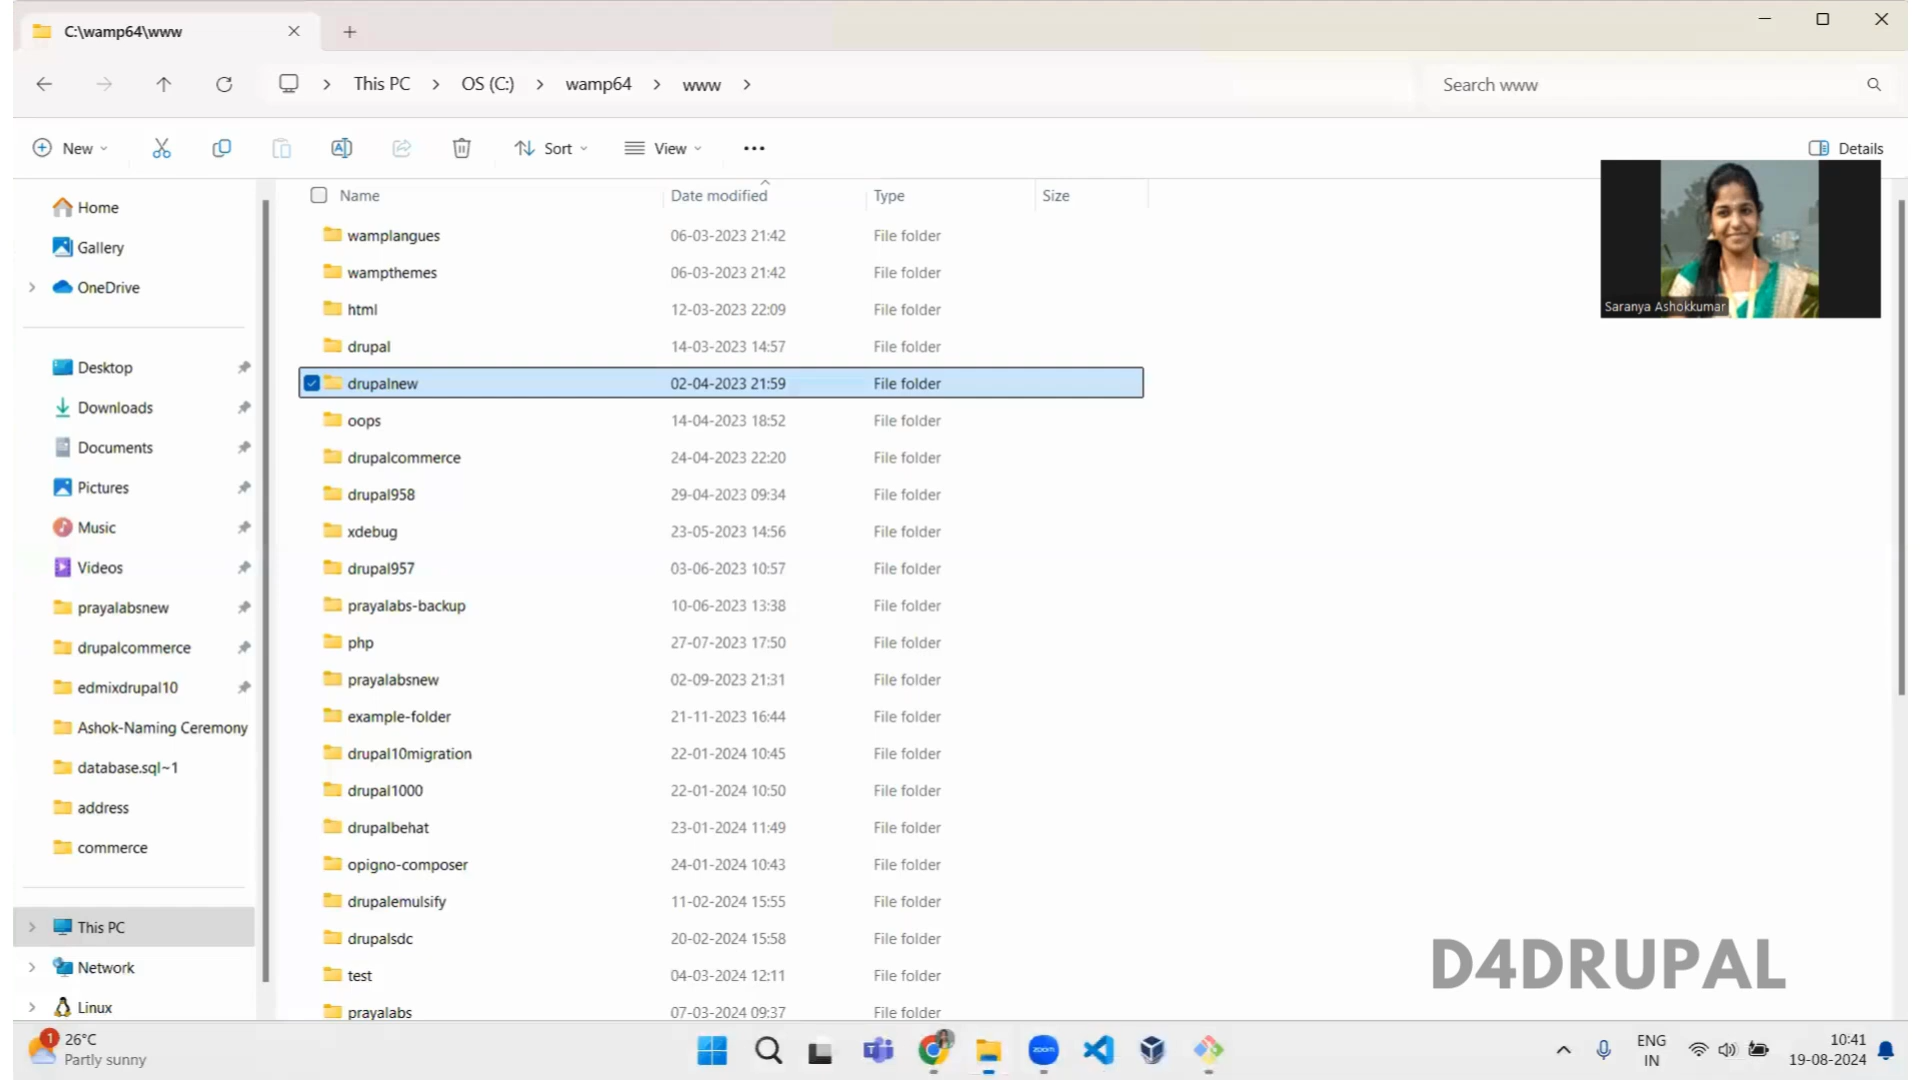 C:\wamp64\www
This PC > OS (C:) > wamp64 > www >
Search www
New
Sort
View
Details
Name Date modified Type Size
Home
Gallery
OneDrive
Desktop
Downloads
Documents
Pictures
Music
Videos
prayalabsnew
drupalcommerce
edmixdrupal10
Ashok-Naming Ceremony
database.sql~1
address
commerce
This PC
Network
Linux
wamplangues 06-03-2023 21:42 File folder
wampthemes 06-03-2023 21:42 File folder
html 12-03-2023 22:09 File folder
drupal 14-03-2023 14:57 File folder
drupalnew 02-04-2023 21:59 File folder
oops 14-04-2023 18:52 File folder
drupalcommerce 24-04-2023 22:20 File folder
drupal958 29-04-2023 09:34 File folder
xdebug 23-05-2023 14:56 File folder
drupal957 03-06-2023 10:57 File folder
prayalabs-backup 10-06-2023 13:38 File folder
php 27-07-2023 17:50 File folder
prayalabsnew 02-09-2023 21:31 File folder
example-folder 21-11-2023 16:44 File folder
drupal10migration 22-01-2024 10:45 File folder
drupal1000 22-01-2024 10:50 File folder
drupalbehat 23-01-2024 11:49 File folder
opigno-composer 24-01-2024 10:43 File folder
drupalemulsify 11-02-2024 15:55 File folder
drupalsdc 20-02-2024 15:58 File folder
test 04-03-2024 12:11 File folder
prayalabs 07-03-2024 09:37 File folder
Saranya Ashokkumar
D4DRUPAL
1
26°C
Partly sunny
zoom
ENG
IN
10:41
19-08-2024